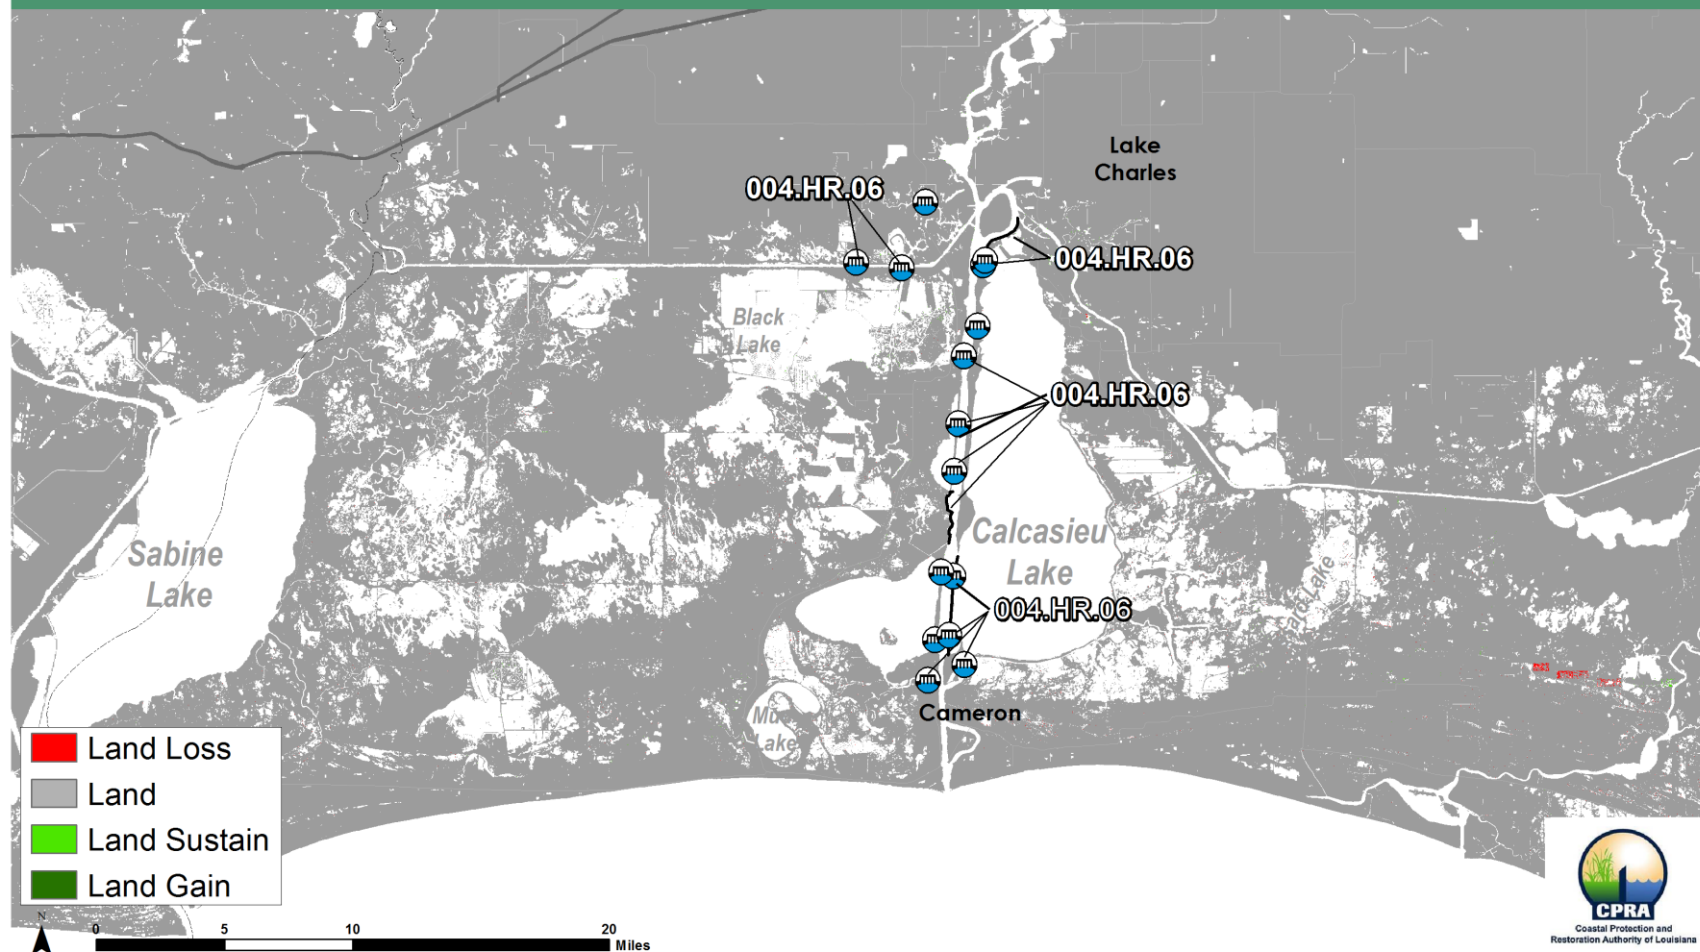 Lake
Charles
004.HR.06
004.HR.06
Black
Lake
004.HR.06
Calcasieu
Lake
Sabine
Lake
004.HR.06
Lake
Cameron
Lake
Land Loss
Land
Land Sustain
Land Gain
N
0 5 10 20
Miles
CPRA
Coastal Protection and
Restoration Authority of Louisiana